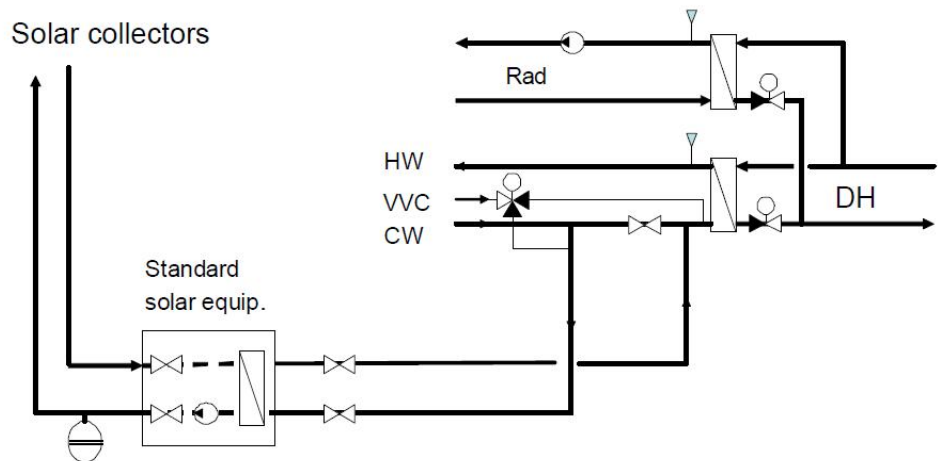 Solar collectors
Rad
HW
VVC
CW
DH
Standard
solar equip.